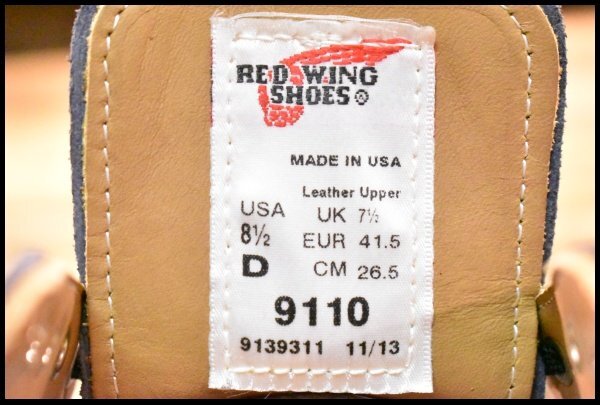 RED WING
SHOES®
MADE IN USA
Leather Upper
USA UK 7½
8½ EUR 41.5
D CM 26.5
9110
9139311 11/13